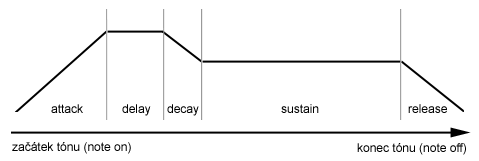 attack delay decay sustain release
začátek tónu (note on) konec tónu (note off)